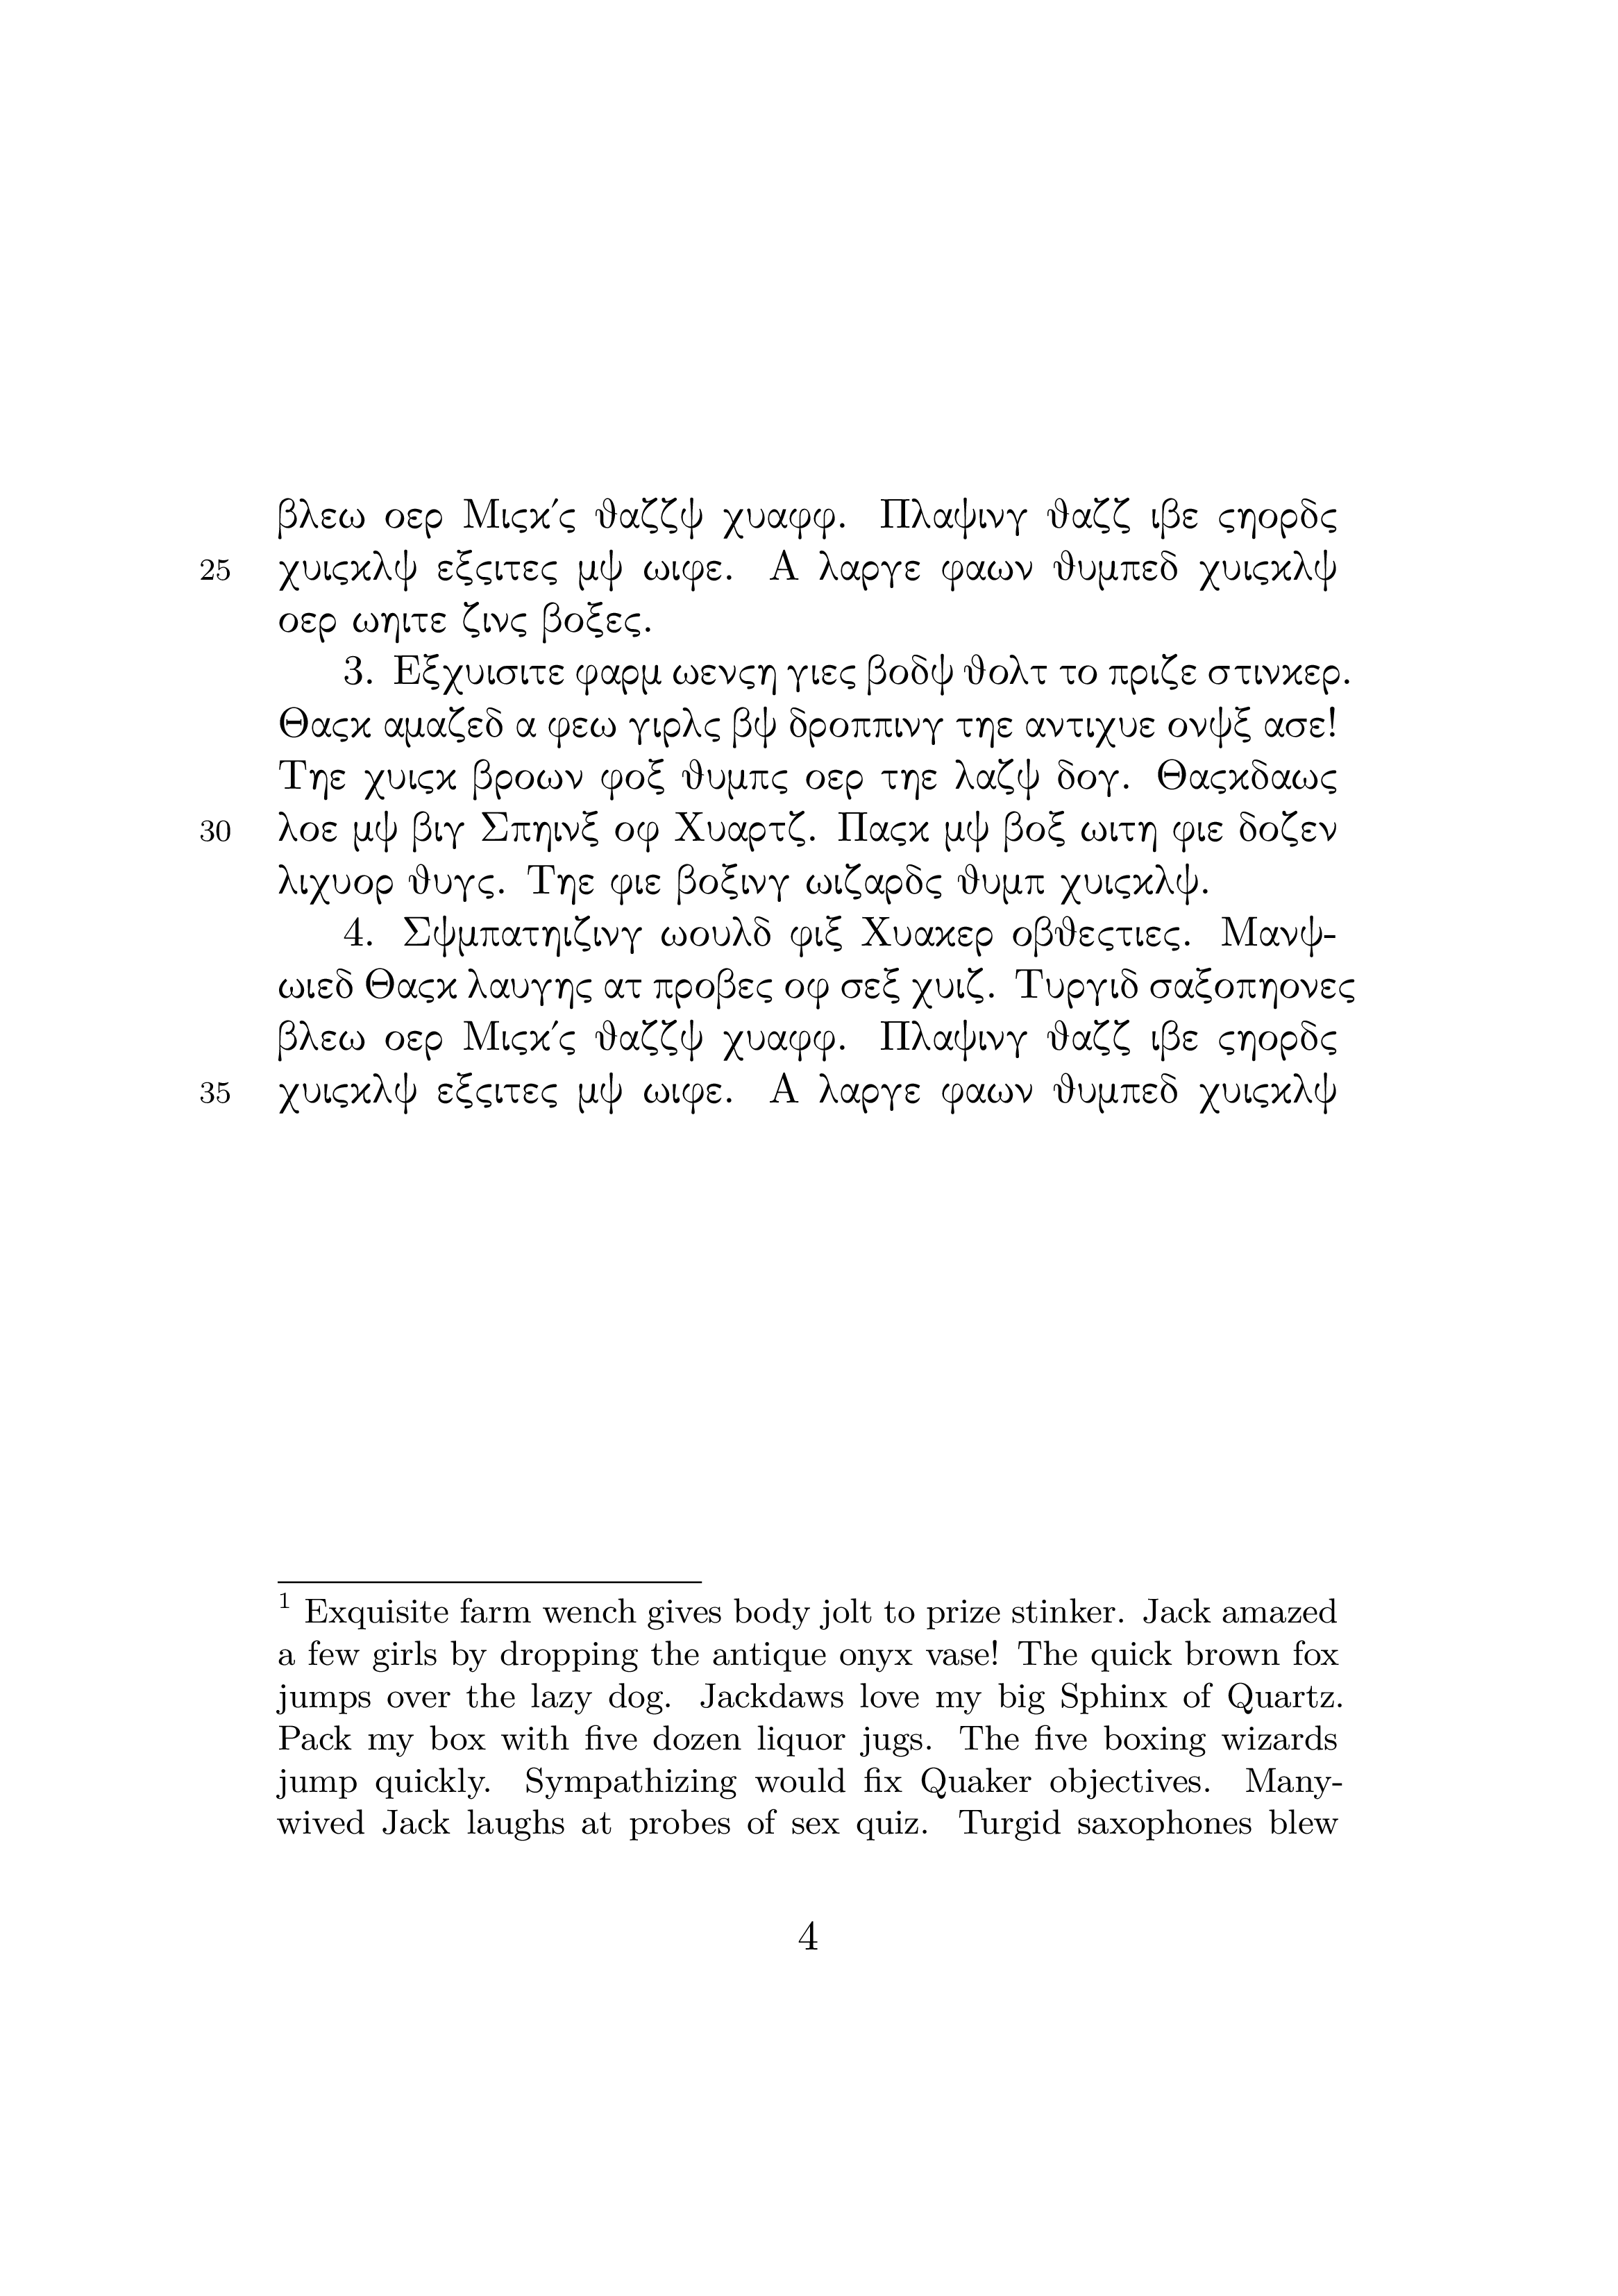 βλεω οερ Μιςκ’ς ϑαζζψ χυαφφ. Πλαψινγ ϑαζζ ιβε ςηορδς
25 χυιςκλψ εξςιτες μψ ωιφε. Α λαργε φαων ϑυμπεδ χυιςκλψ
οερ ωηιτε ζινς βοξες.
3. Εξχυισιτε φαρμ ωενςη γιες βοδψ ϑολτ το πριζε στινκερ.
Θαςκ αμαζεδ α φεω γιρλς βψ δροππινγ τηε αντιχυε ονψξ ασε!
Τηε χυιςκ βροων φοξ ϑυμπς οερ τηε λαζψ δογ. Θαςκδαως
30 λοε μψ βιγ Σπηινξ οφ Χυαρτζ. Παςκ μψ βοξ ωιτη φιε δοζεν
λιχυορ ϑυγς. Τηε φιε βοξινγ ωιζαρδς ϑυμπ χυιςκλψ.
4. Σψμπατηιζινγ ωουλδ φιξ Χυακερ οβϑεςτιες. Μανψ-
ωιεδ Θαςκ λαυγης ατ προβες οφ σεξ χυιζ. Τυργιδ σαξοπηονες
βλεω οερ Μιςκ’ς ϑαζζψ χυαφφ. Πλαψινγ ϑαζζ ιβε ςηορδς
35 χυιςκλψ εξςιτες μψ ωιφε. Α λαργε φαων ϑυμπεδ χυιςκλψ
1 Exquisite farm wench gives body jolt to prize stinker. Jack amazed
a few girls by dropping the antique onyx vase! The quick brown fox
jumps over the lazy dog. Jackdaws love my big Sphinx of Quartz.
Pack my box with five dozen liquor jugs. The five boxing wizards
jump quickly. Sympathizing would fix Quaker objectives. Many-
wived Jack laughs at probes of sex quiz. Turgid saxophones blew
4